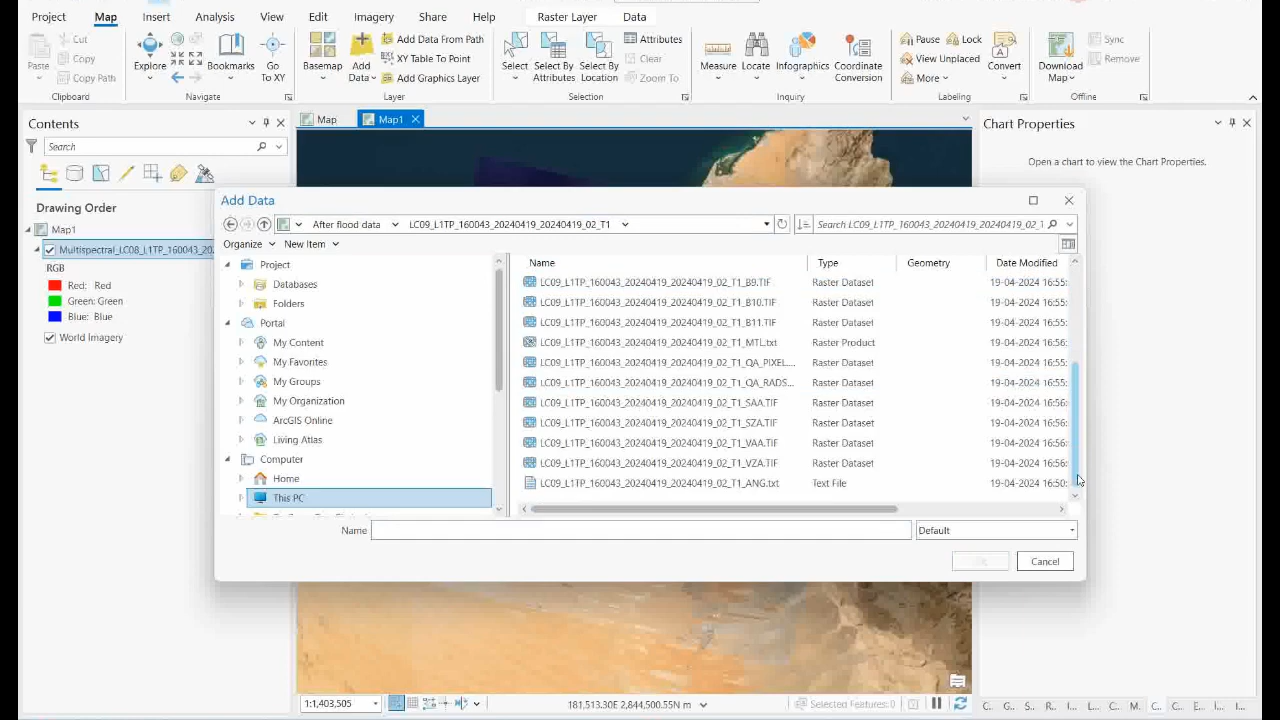 Project Map Insert Analysis View Edit Imagery Share Help Raster Layer Data
Paste
Cut
Copy
Copy Path
Clipboard
Explore
Bookmarks
Go
To XY
Navigate
Basemap
Add
Data
Add Data From Path
XY Table To Point
Add Graphics Layer
Layer
Select
Select By
Attributes
Select By
Location
Attributes
Clear
Zoom To
Selection
Measure
Locate
Infographics
Coordinate
Conversion
Inquiry
Pause
Lock
View Unplaced
More
Convert
Labeling
Download
Map
Sync
Remove
Offline
Contents
Search
Drawing Order
Map1
Multispectral_LC08_L1TP_160043_20
RGB
Red: Red
Green: Green
Blue: Blue
World Imagery
Map
Map1
Chart Properties
Open a chart to view the Chart Properties.
Add Data
After flood data
LC09_L1TP_160043_20240419_20240419_02_T1
Search LC09_L1TP_160043_20240419_20240419_02_1
Organize
New Item
Project
Databases
Folders
Portal
My Content
My Favorites
My Groups
My Organization
ArcGIS Online
Living Atlas
Computer
Home
This PC
Name Type Geometry Date Modified
LC09_L1TP_160043_20240419_20240419_02_T1_B9.TIF Raster Dataset 19-04-2024 16:55:
LC09_L1TP_160043_20240419_20240419_02_T1_B10.TIF Raster Dataset 19-04-2024 16:55:
LC09_L1TP_160043_20240419_20240419_02_T1_B11.TIF Raster Dataset 19-04-2024 16:55:
LC09_L1TP_160043_20240419_20240419_02_T1_MTL.txt Raster Product 19-04-2024 16:56:
LC09_L1TP_160043_20240419_20240419_02_T1_QA_PIXEL.... Raster Dataset 19-04-2024 16:55:
LC09_L1TP_160043_20240419_20240419_02_T1_QA_RADS... Raster Dataset 19-04-2024 16:55:
LC09_L1TP_160043_20240419_20240419_02_T1_SAA.TIF Raster Dataset 19-04-2024 16:56:
LC09_L1TP_160043_20240419_20240419_02_T1_SZA.TIF Raster Dataset 19-04-2024 16:56:
LC09_L1TP_160043_20240419_20240419_02_T1_VAA.TIF Raster Dataset 19-04-2024 16:56:
LC09_L1TP_160043_20240419_20240419_02_T1_VZA.TIF Raster Dataset 19-04-2024 16:56:
LC09_L1TP_160043_20240419_20240419_02_T1_ANG.txt Text File 19-04-2024 16:50:
Name
Default
Cancel
1:1,403,505
181,513.30E 2,844,500.55N m
Selected Features: 0
C... G... S... R... I... L... C... M. C... C... E... I... G...